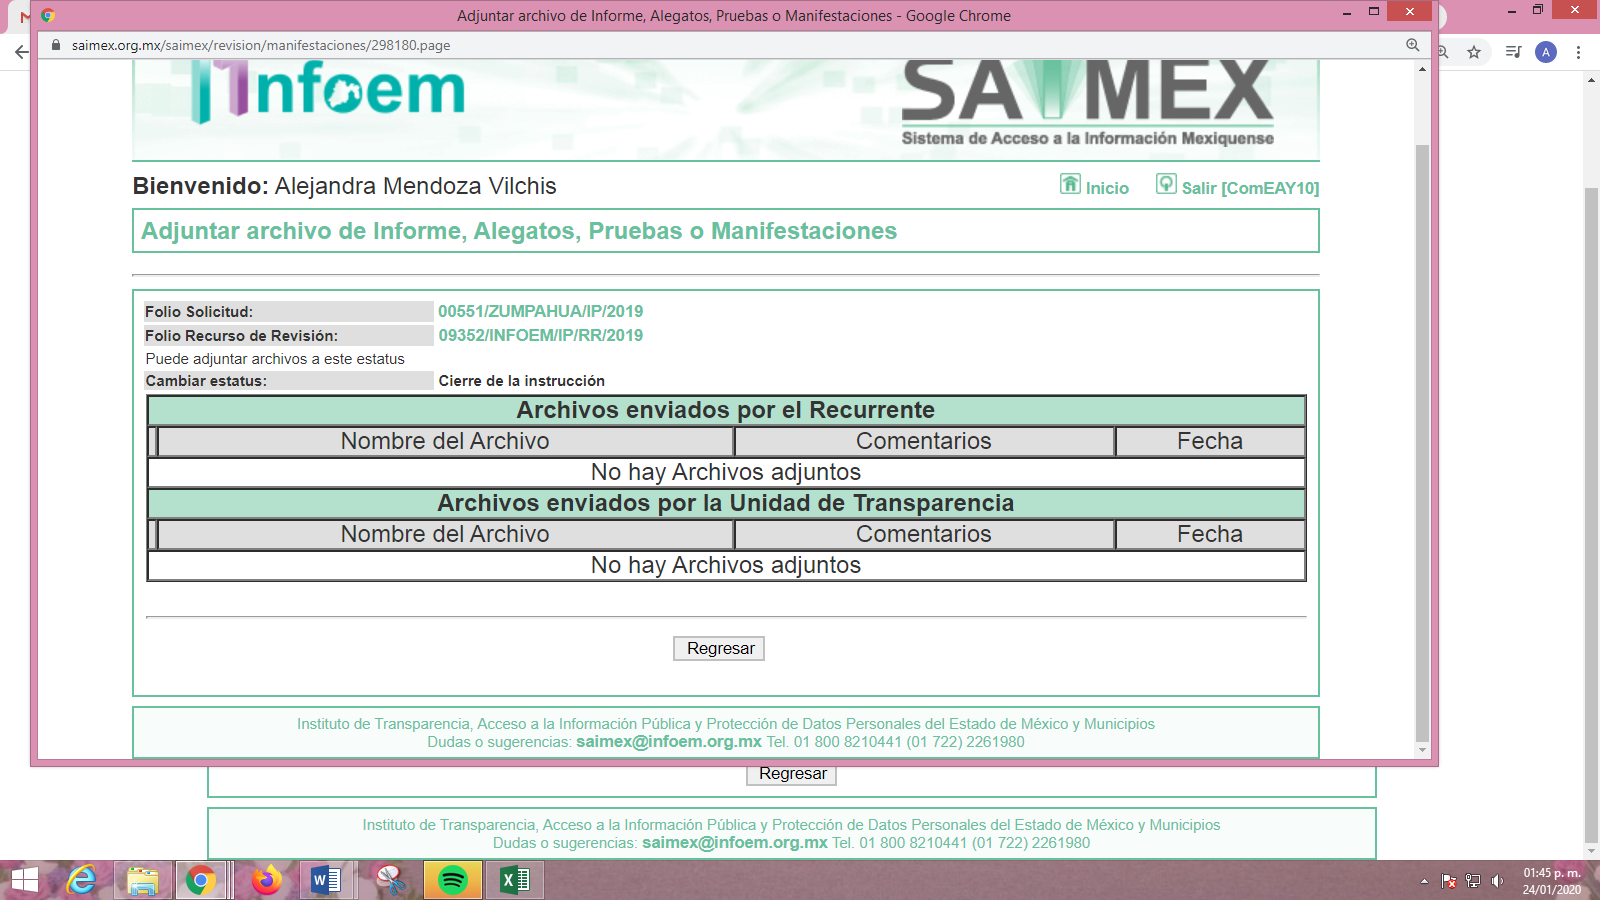 Adjuntar archivo de Informe, Alegatos, Pruebas o Manifestaciones - Google Chrome
saimex.org.mx/saimex/revision/manifestaciones/298180.page
A
infoem
SAIMEX
Sistema de Acceso a la Información Mexiquense
Bienvenido: Alejandra Mendoza Vilchis
Inicio
Salir [ComEAY10]
Adjuntar archivo de Informe, Alegatos, Pruebas o Manifestaciones
Folio Solicitud: 00551/ZUMPAHUA/IP/2019
Folio Recurso de Revisión: 09352/INFOEM/IP/RR/2019
Puede adjuntar archivos a este estatus
Cambiar estatus: Cierre de la instrucción
Archivos enviados por el Recurrente
Nombre del Archivo Comentarios Fecha
No hay Archivos adjuntos
Archivos enviados por la Unidad de Transparencia
Nombre del Archivo Comentarios Fecha
No hay Archivos adjuntos
Regresar
Instituto de Transparencia, Acceso a la Información Pública y Protección de Datos Personales del Estado de México y Municipios
Dudas o sugerencias: saimex@infoem.org.mx Tel. 01 800 8210441 (01 722) 2261980
Regresar
Instituto de Transparencia, Acceso a la Información Pública y Protección de Datos Personales del Estado de México y Municipios
Dudas o sugerencias: saimex@infoem.org.mx Tel. 01 800 8210441 (01 722) 2261980
01:45 p. m.
24/01/2020